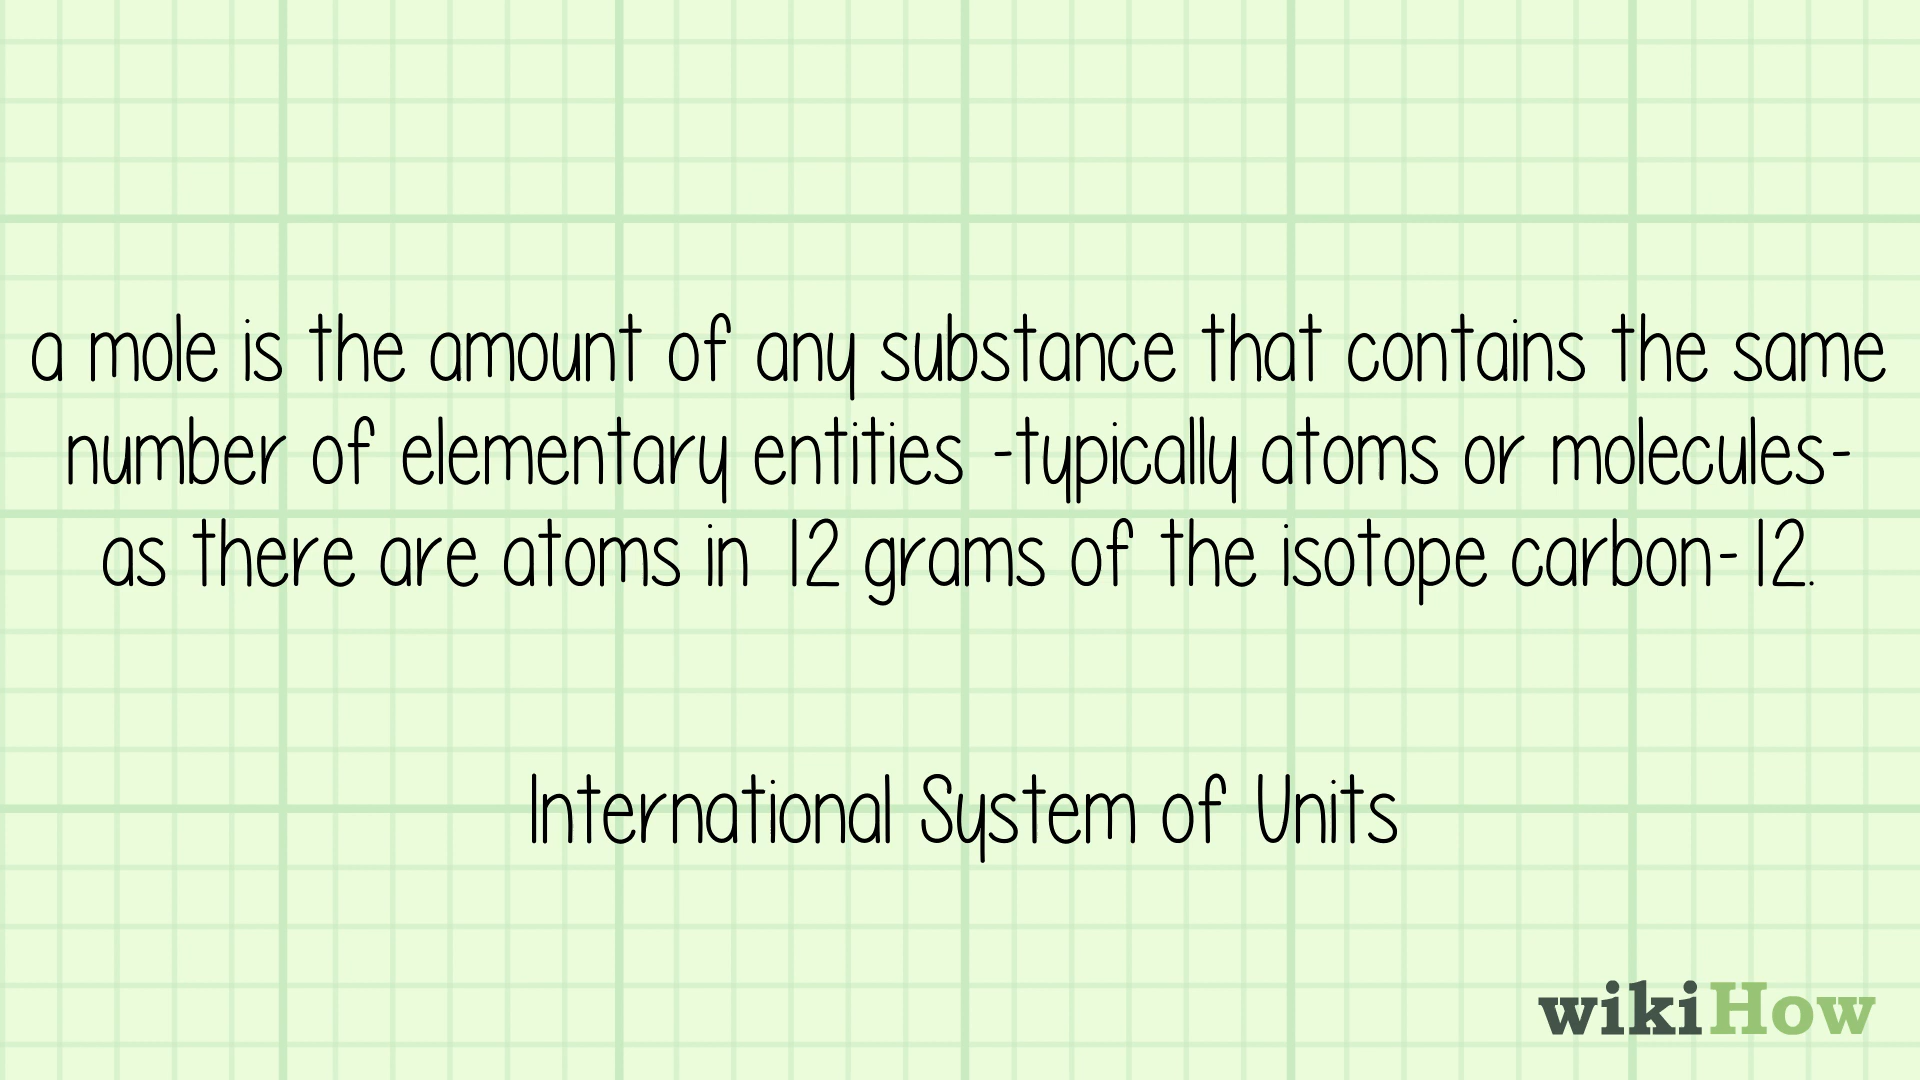 a mole is the amount of any substance that contains the same
number of elementary entities -typically atoms or molecules-
as there are atoms in 12 grams of the isotope carbon-12.
International System of Units
wikiHow